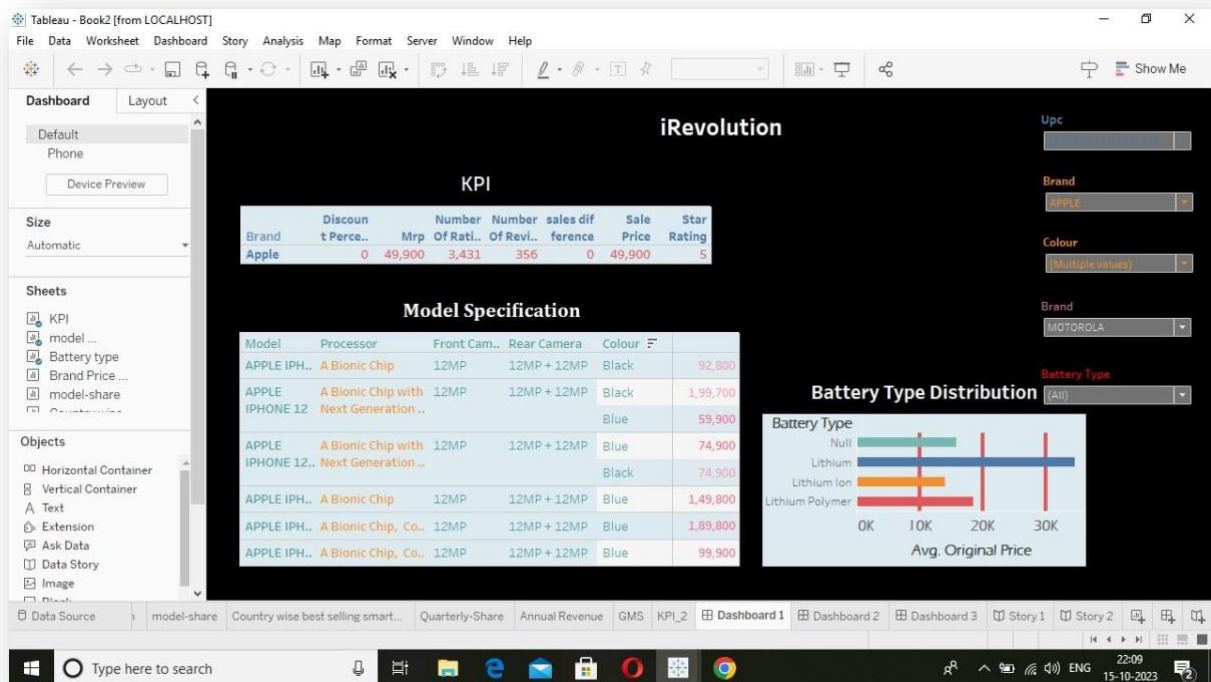 Tableau - Book2 [from LOCALHOST]
File Data Worksheet Dashboard Story Analysis Map Format Server Window Help
Show Me
Dashboard Layout
Default
Phone
Device Preview
Size
Automatic
Sheets
KPI
model ...
Battery type
Brand Price ...
model-share
Objects
Horizontal Container
Vertical Container
Text
Extension
Ask Data
Data Story
Image
Blank
iRevolution
KPI
Discoun Number Number sales dif Sale Star
Brand t Perce.. Mrp Of Rati.. Of Revi.. ference Price Rating
Apple 0 49,900 3,431 356 0 49,900 5
Model Specification
Model Processor Front Cam.. Rear Camera Colour
APPLE IPH.. A Bionic Chip 12MP 12MP + 12MP Black 92,800
APPLE A Bionic Chip with 12MP 12MP + 12MP Black 1,99,700
IPHONE 12 Next Generation .. Blue 59,900
APPLE A Bionic Chip with 12MP 12MP + 12MP Blue 74,900
IPHONE 12.. Next Generation .. Black 74,900
APPLE IPH.. A Bionic Chip 12MP 12MP + 12MP Blue 1,49,800
APPLE IPH.. A Bionic Chip, Co.. 12MP 12MP + 12MP Blue 1,89,800
APPLE IPH.. A Bionic Chip, Co.. 12MP 12MP + 12MP Blue 99,900
Upc
Brand
APPLE
Colour
(Multiple values)
Brand
MOTOROLA
Battery Type
(All)
Battery Type Distribution
Battery Type
Null
Lithium
Lithium Ion
Lithium Polymer
0K 10K 20K 30K
Avg. Original Price
Data Source model-share Country wise best selling smart... Quarterly-Share Annual Revenue GMS KPI_2 Dashboard 1 Dashboard 2 Dashboard 3 Story 1 Story 2
Type here to search
ENG
22:09
15-10-2023
2